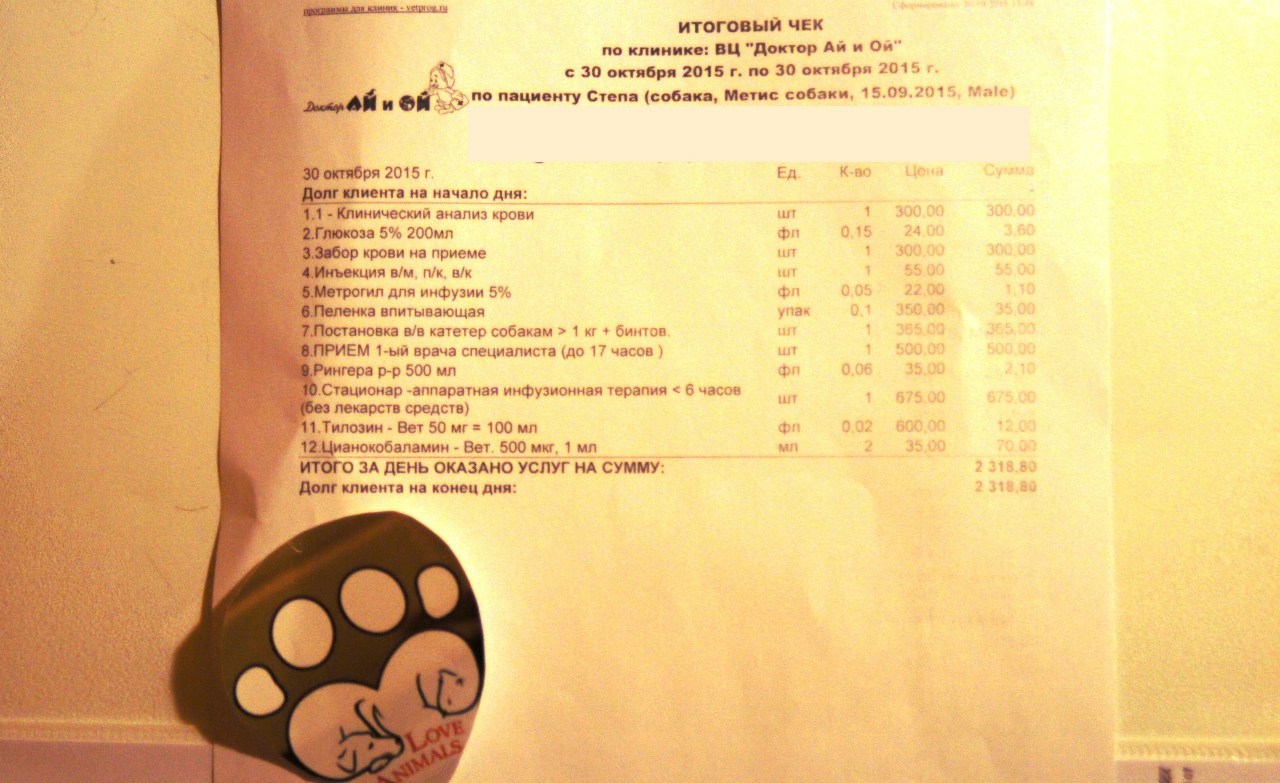 программы для клиник - vetprog.ru
ИТОГОВЫЙ ЧЕК
по клинике: ВЦ "Доктор Ай и Ой"
с 30 октября 2015 г. по 30 октября 2015 г.
Доктор АЙ и ОЙ
по пациенту Степа (собака, Метис собаки, 15.09.2015, Male)
30 октября 2015 г. Ед. К-во Цена Сумма
Долг клиента на начало дня: -
1.1 - Клинический анализ крови шт 1 300,00 300,00
2.Глюкоза 5% 200мл фл 0,15 24,00 3,60
3.Забор крови на приеме шт 1 300,00 300,00
4.Инъекция в/м, п/к, в/к шт 1 55,00 55,00
5.Метрогил для инфузии 5% фл 0,05 22,00 1,10
6.Пеленка впитывающая упак 0,1 350,00 35,00
7.Постановка в/в катетер собакам > 1 кг + бинтов. шт 1 365,00 365,00
8.ПРИЕМ 1-ый врача специалиста (до 17 часов ) шт 1 500,00 500,00
9.Рингера р-р 500 мл фл 0,06 35,00 2,10
10.Стационар -аппаратная инфузионная терапия < 6 часов
(без лекарств средств) шт 1 675,00 675,00
11.Тилозин - Вет 50 мг = 100 мл фл 0,02 600,00 12,00
12.Цианокобаламин - Вет. 500 мкг, 1 мл мл 2 35,00 70,00
ИТОГО ЗА ДЕНЬ ОКАЗАНО УСЛУГ НА СУММУ: 2 318,80
Долг клиента на конец дня: 2 318,80
LOVE
ANIMALS